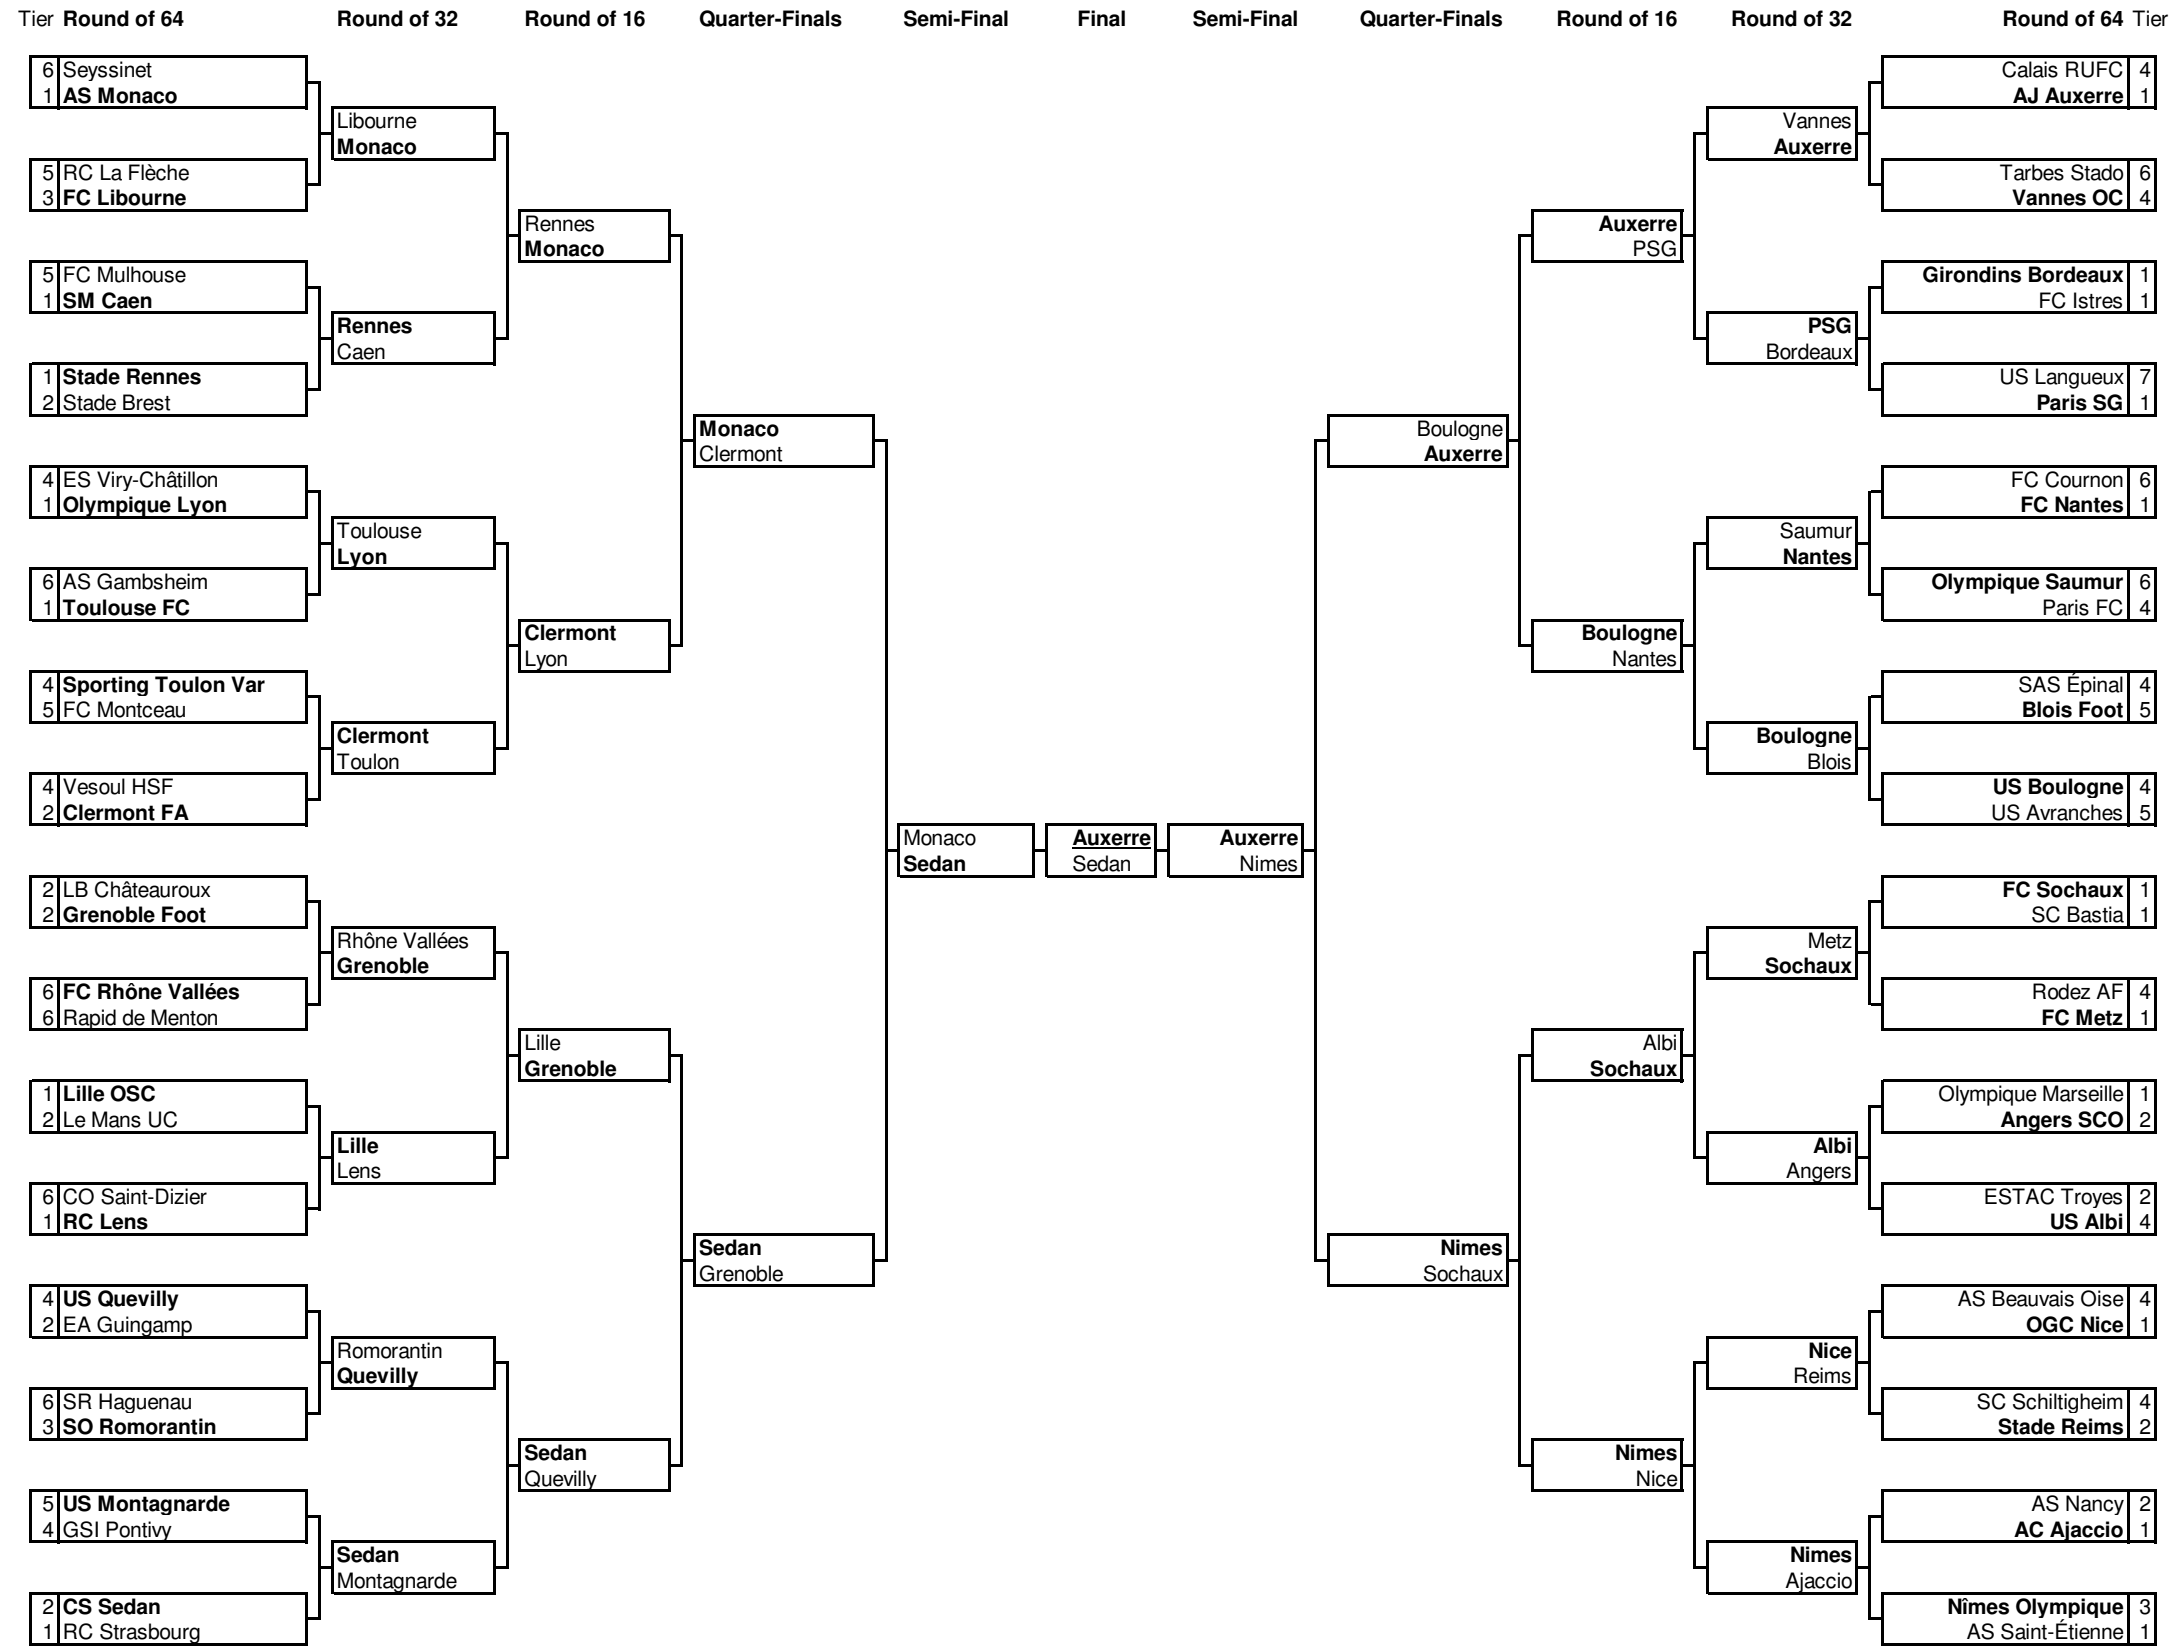 Tier Round of 64 Round of 32 Round of 16 Quarter-Finals Semi-Final Final Semi-Final Quarter-Finals Round of 16 Round of 32 Round of 64 Tier
6 Seyssinet
1 AS Monaco
5 RC La Flèche
3 FC Libourne
5 FC Mulhouse
1 SM Caen
1 Stade Rennes
2 Stade Brest
4 ES Viry-Châtillon
1 Olympique Lyon
6 AS Gambsheim
1 Toulouse FC
4 Sporting Toulon Var
5 FC Montceau
4 Vesoul HSF
2 Clermont FA
2 LB Châteauroux
2 Grenoble Foot
6 FC Rhône Vallées
6 Rapid de Menton
1 Lille OSC
2 Le Mans UC
6 CO Saint-Dizier
1 RC Lens
4 US Quevilly
2 EA Guingamp
6 SR Haguenau
3 SO Romorantin
5 US Montagnarde
4 GSI Pontivy
2 CS Sedan
1 RC Strasbourg
Libourne
Monaco
Rennes
Caen
Toulouse
Lyon
Clermont
Toulon
Rhône Vallées
Grenoble
Lille
Lens
Romorantin
Quevilly
Sedan
Montagnarde
Rennes
Monaco
Clermont
Lyon
Lille
Grenoble
Sedan
Quevilly
Monaco
Clermont
Sedan
Grenoble
Monaco
Sedan
Auxerre
Sedan
Auxerre
Nimes
Boulogne
Auxerre
Nimes
Sochaux
Auxerre
PSG
Boulogne
Nantes
Albi
Sochaux
Nimes
Nice
Vannes
Auxerre
PSG
Bordeaux
Saumur
Nantes
Boulogne
Blois
Metz
Sochaux
Albi
Angers
Nice
Reims
Nimes
Ajaccio
Calais RUFC 4
AJ Auxerre 1
Tarbes Stado 6
Vannes OC 4
Girondins Bordeaux 1
FC Istres 1
US Langueux 7
Paris SG 1
FC Cournon 6
FC Nantes 1
Olympique Saumur 6
Paris FC 4
SAS Épinal 4
Blois Foot 5
US Boulogne 4
US Avranches 5
FC Sochaux 1
SC Bastia 1
Rodez AF 4
FC Metz 1
Olympique Marseille 1
Angers SCO 2
ESTAC Troyes 2
US Albi 4
AS Beauvais Oise 4
OGC Nice 1
SC Schiltigheim 4
Stade Reims 2
AS Nancy 2
AC Ajaccio 1
Nîmes Olympique 3
AS Saint-Étienne 1